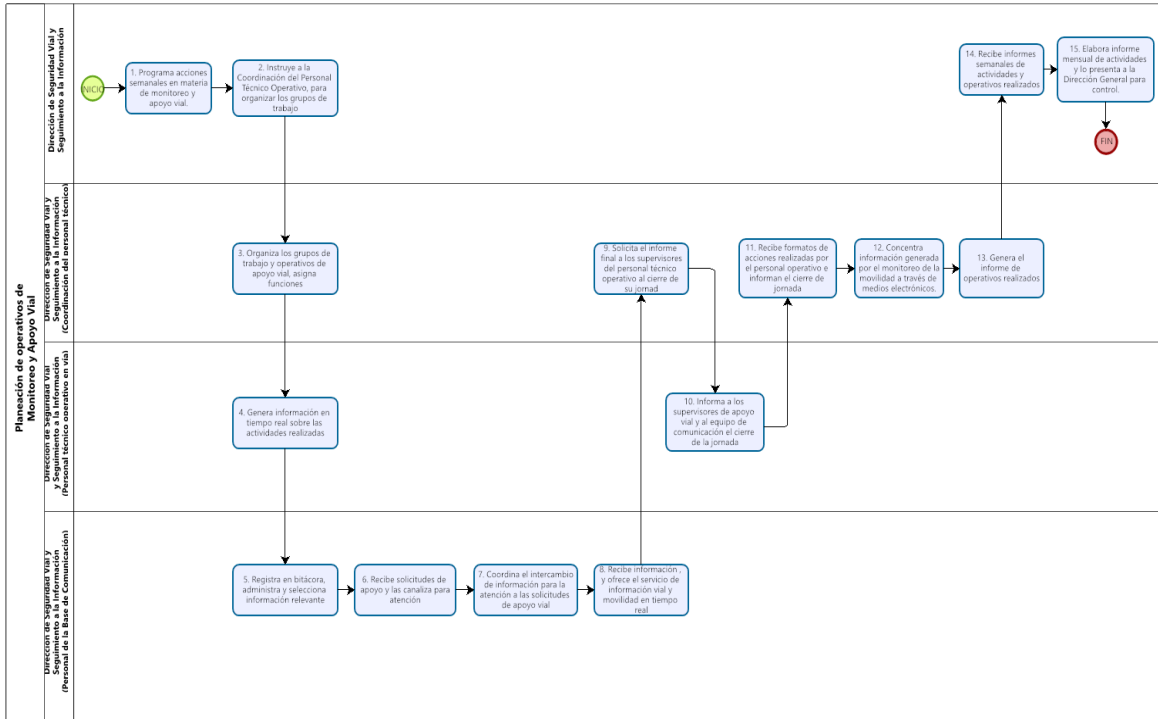 Planeación de operativos de
Monitoreo y Apoyo Vial
Dirección de Seguridad Vial y
Seguimiento a la Información
INICIO
1. Programa acciones
semanales en materia
de monitoreo y
apoyo vial.
2. Instruye a la
Coordinación del Personal
Técnico Operativo, para
organizar los grupos de
trabajo
14. Recibe informes
semanales de
actividades y
operativos realizados
15. Elabora informe
mensual de actividades
y lo presenta a la
Dirección General para
control.
FIN
Dirección de Seguridad Vial y
Seguimiento a la Información
(Coordinación del personal técnico)
3. Organiza los grupos de
trabajo y operativos de
apoyo vial, asigna
funciones
9. Solicita el informe
final a los supervisores
del personal técnico
operativo al cierre de
su jornad
11. Recibe formatos de
acciones realizadas por
el personal operativo e
informan el cierre de
jornada
12. Concentra
información generada
por el monitoreo de la
movilidad a través de
medios electrónicos.
13. Genera el
informe de
operativos realizados
Dirección de Seguridad Vial
y Seguimiento a la Información
(Personal técnico operativo en vía)
4. Genera información en
tiempo real sobre las
actividades realizadas
10. Informa a los
supervisores de apoyo
vial y al equipo de
comunicación el cierre
de la jornada
Dirección de Seguridad Vial y
Seguimiento a la Información
(Personal de la Base de Comunicación)
5. Registra en bitácora,
administra y selecciona
información relevante
6. Recibe solicitudes de
apoyo y las canaliza para
atención
7. Coordina el intercambio
de información para la
atención a las solicitudes
de apoyo vial
8. Recibe información ,
y ofrece el servicio de
información vial y
movilidad en tiempo
real